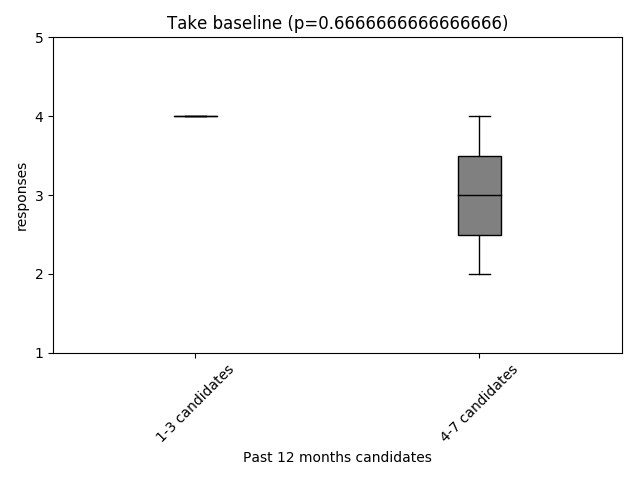 Take baseline (p=0.6666666666666666)
5
4
3
2
1
responses
1-3 candidates
4-7 candidates
Past 12 months candidates